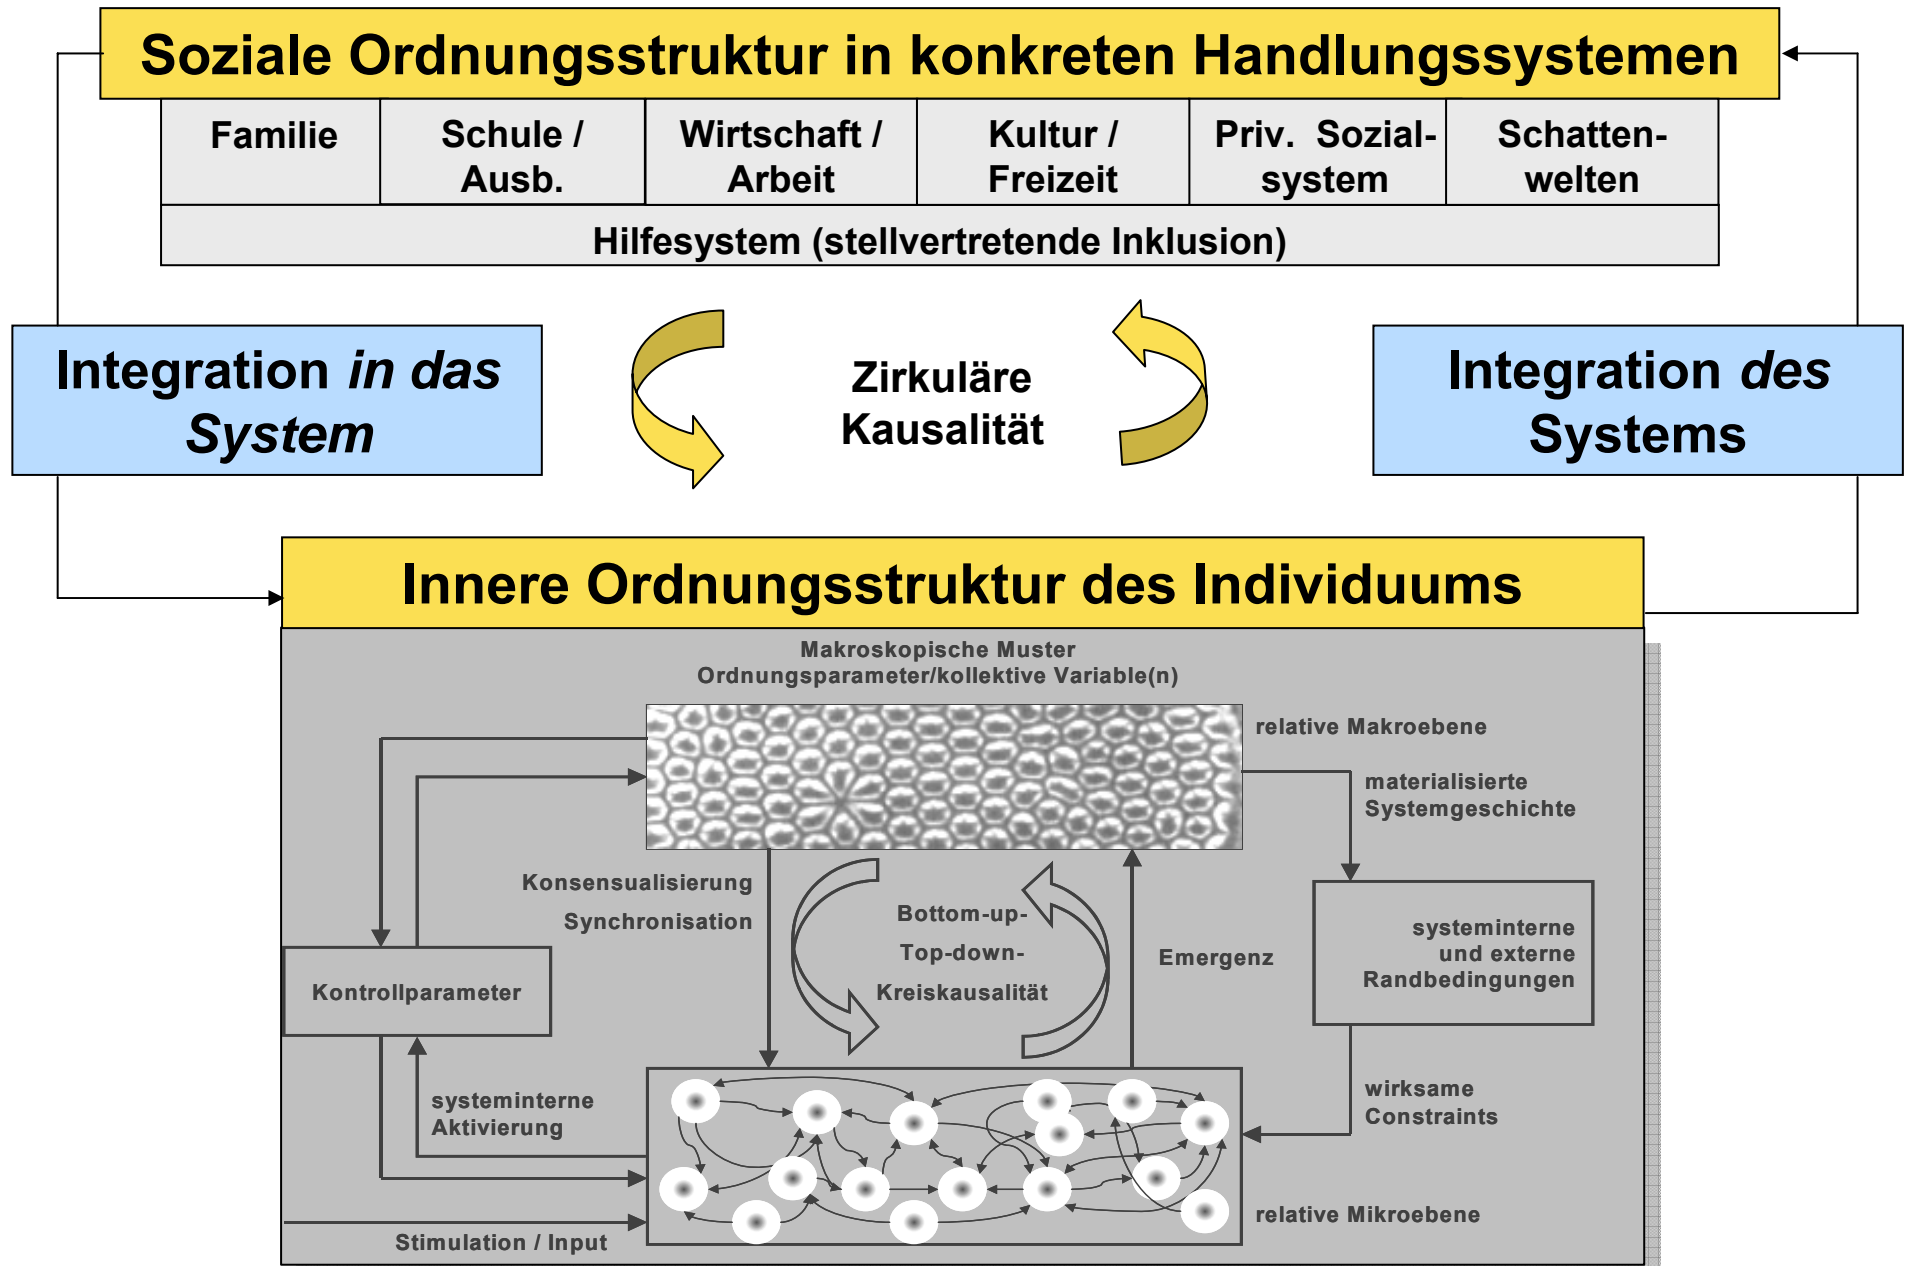 Soziale Ordnungsstruktur in konkreten Handlungssystemen
Familie
Schule /
Ausb.
Wirtschaft /
Arbeit
Kultur /
Freizeit
Priv. Sozial-
system
Schatten-
welten
Hilfesystem (stellvertretende Inklusion)
Integration in das
System
Zirkuläre
Kausalität
Integration des
Systems
Innere Ordnungsstruktur des Individuums
Makroskopische Muster
Ordnungsparameter/kollektive Variable(n)
relative Makroebene
materialisierte
Systemgeschichte
Konsensualisierung
Synchronisation
Bottom-up-
Top-down-
Kreiskausalität
Emergenz
systeminterne
und externe
Randbedingungen
Kontrollparameter
systeminterne
Aktivierung
wirksame
Constraints
relative Mikroebene
Stimulation / Input